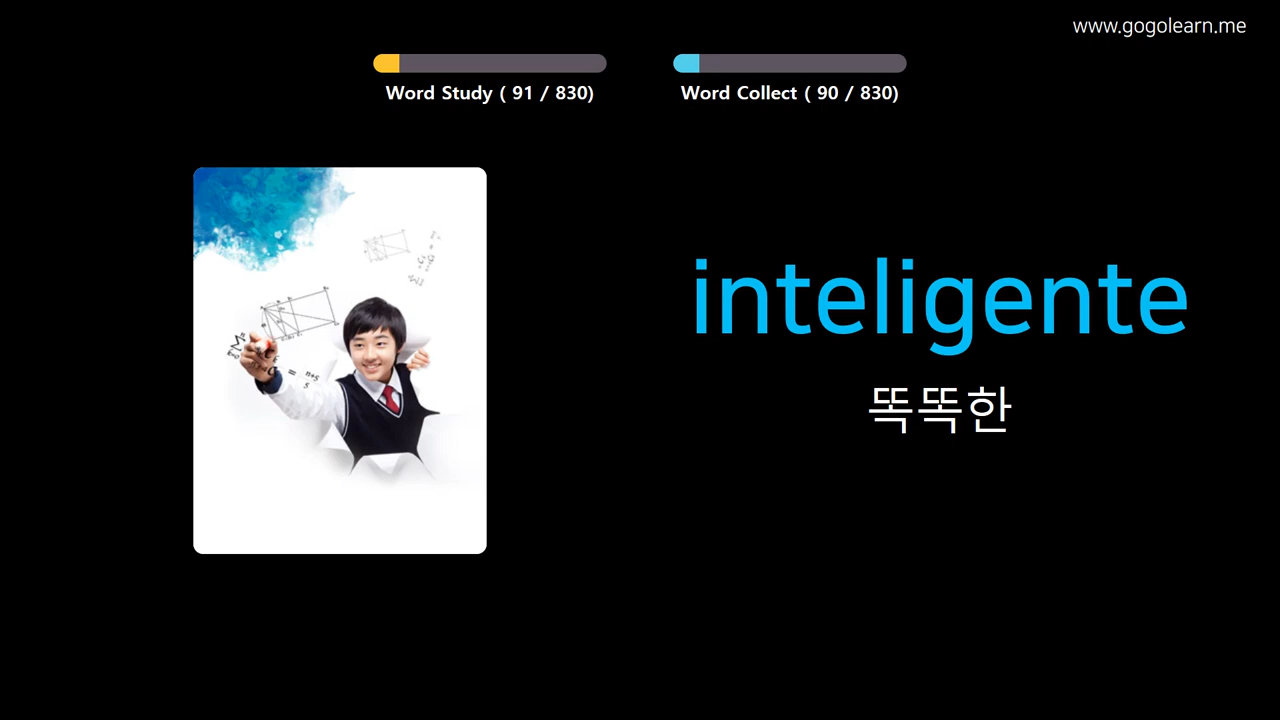 www.gogolearn.me
Word Study ( 91 / 830)
Word Collect ( 90 / 830)
inteligente
똑똑한